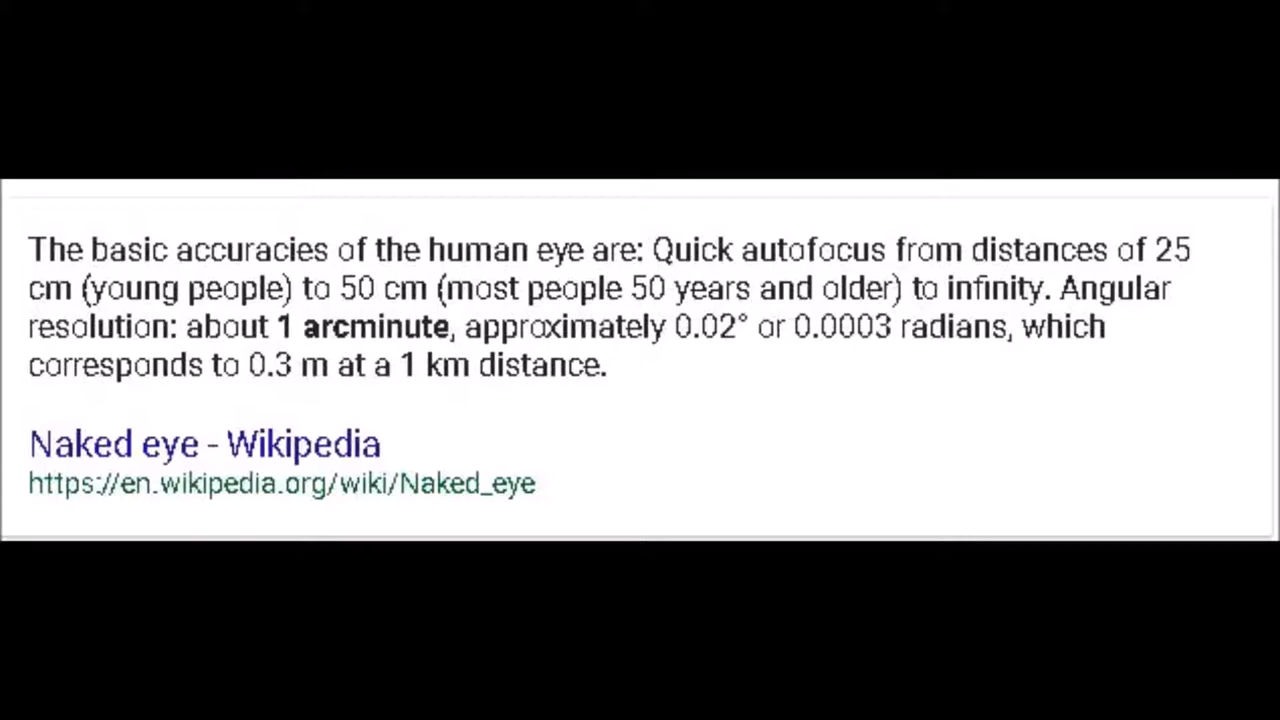 The basic accuracies of the human eye are: Quick autofocus from distances of 25
cm (young people) to 50 cm (most people 50 years and older) to infinity. Angular
resolution: about 1 arcminute, approximately 0.02° or 0.0003 radians, which
corresponds to 0.3 m at a 1 km distance.
Naked eye - Wikipedia
https://en.wikipedia.org/wiki/Naked_eye